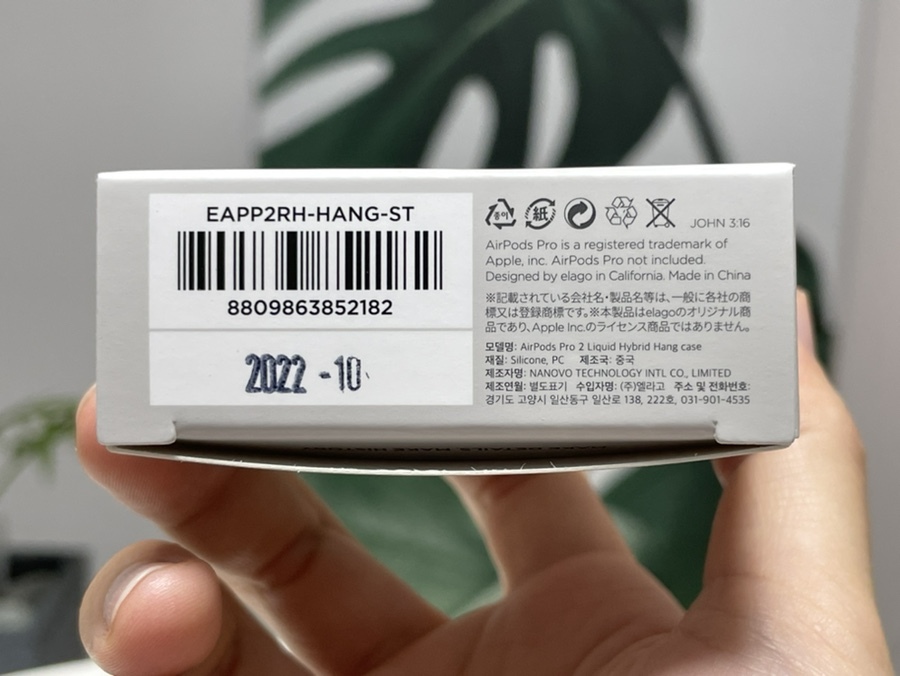 EAPP2RH-HANG-ST
8809863852182
2022 -10
종이
紙
JOHN 3:16
AirPods Pro is a registered trademark of
Apple, inc. AirPods Pro not included.
Designed by elago in California. Made in China
※記載されている会社名・製品名等は、一般に各社の商
標又は登録商標です。※本製品はelagoのオリジナル商
品であり、Apple Inc.のライセンス商品ではありません。
모델명: AirPods Pro 2 Liquid Hybrid Hang case
재질: Silicone, PC 제조국: 중국
제조자명: NANOVO TECHNOLOGY INTL CO., LIMITED
제조연월: 별도표기 수입자명: (주)엘라고 주소 및 전화번호:
경기도 고양시 일산동구 일산로 138, 222호, 031-901-4535
MAKE DETAILS MAKE HISTORY